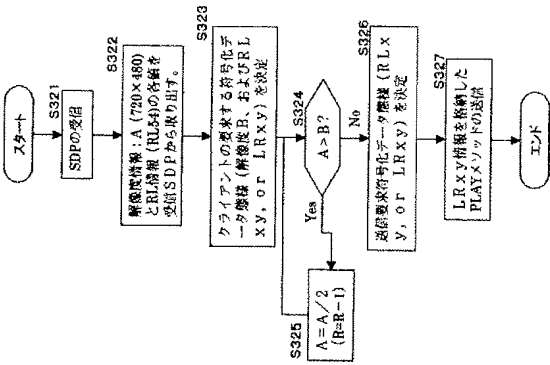 スタート
S321
SDPの受信
S322
解像度情報：A（720×480）
とRL情報（RL54）の各値を
受信SDPから取り出す。
S323
クライアントの要求する符号化デ
ータ態様（解像度B、およびRL
xy, or LRxy）を決定
S324
A＞B？
Yes
No
S325
A＝A／2
(R=R-1)
S326
送信要求符号化データ態様（RLx
y, or LRxy）を決定
S327
LRxy情報を格納した
PLAYメソッドの送信
エンド